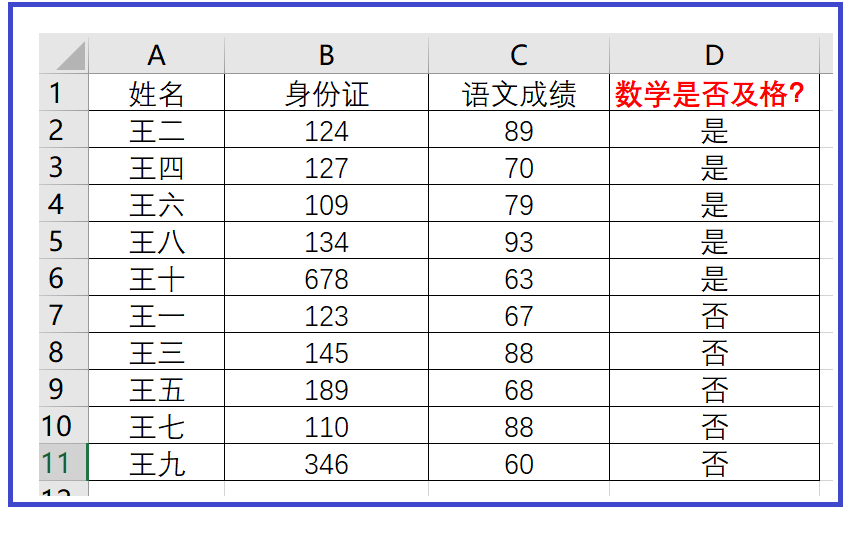 A B C D
1 姓名 身份证 语文成绩 数学是否及格?
2 王二 124 89 是
3 王四 127 70 是
4 王六 109 79 是
5 王八 134 93 是
6 王十 678 63 是
7 王一 123 67 否
8 王三 145 88 否
9 王五 189 68 否
10 王七 110 88 否
11 王九 346 60 否